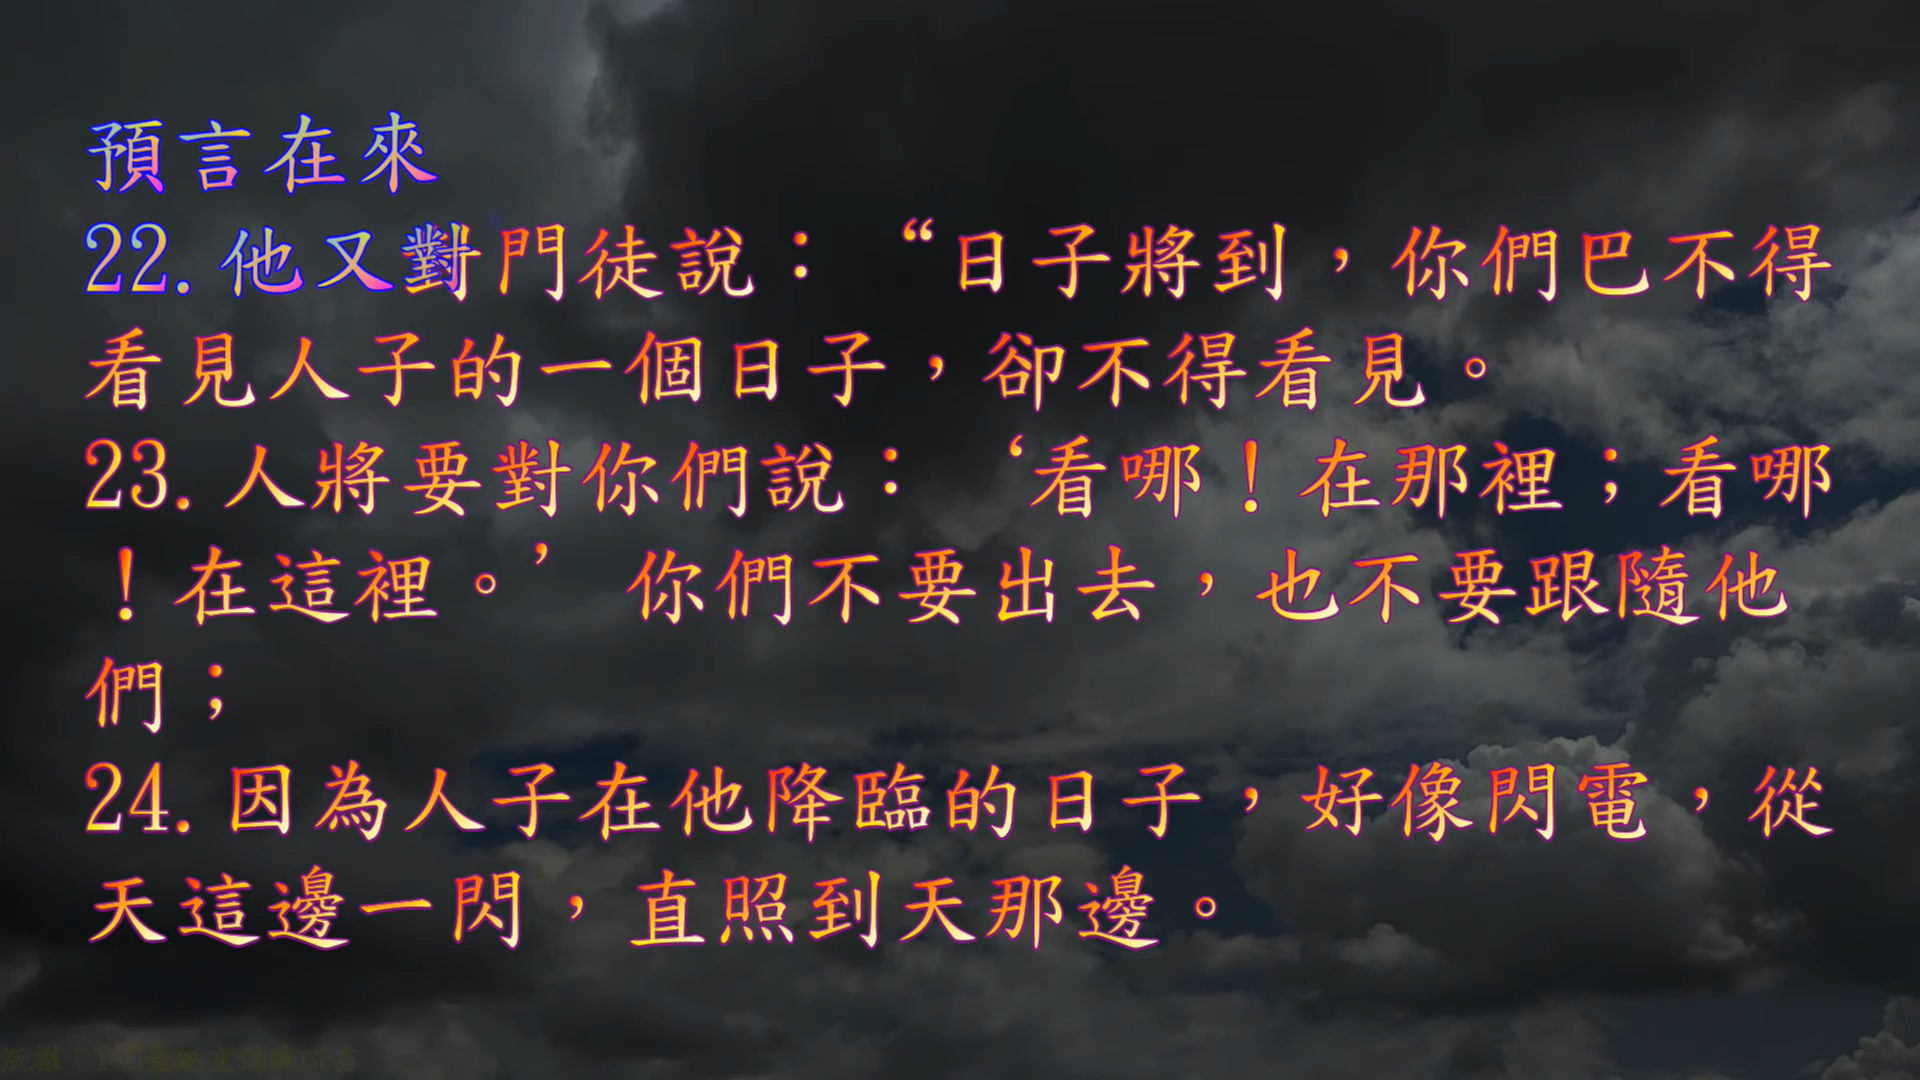 預言在來
22. 他又對門徒說：“日子將到，你們巴不得
看見人子的一個日子，卻不得看見。
23. 人將要對你們說：‘看哪！在那裡；看哪
！在這裡。’ 你們不要出去，也不要跟隨他
們；
24. 因為人子在他降臨的日子，好像閃電，從
天這邊一閃，直照到天那邊。